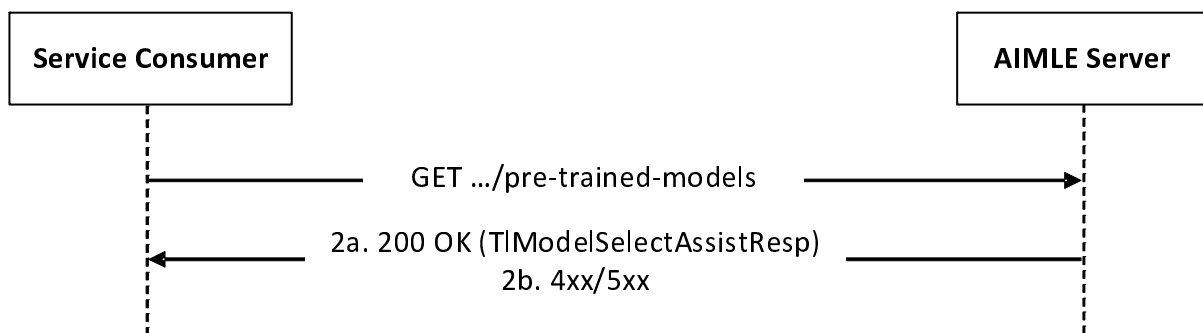 Service Consumer
AIMLE Server
GET …/pre-trained-models
2a. 200 OK (TlModelSelectAssistResp)
2b. 4xx/5xx